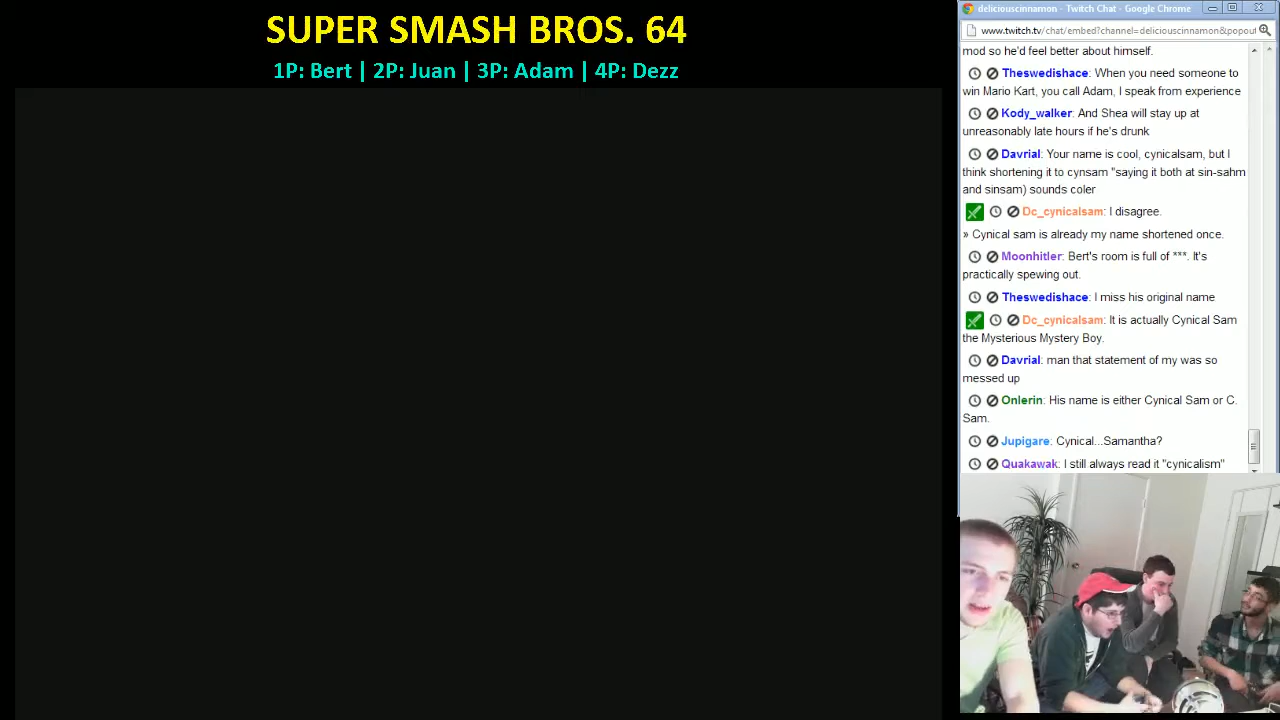 SUPER SMASH BROS. 64
1P: Bert | 2P: Juan | 3P: Adam | 4P: Dezz
deliciouscinnamon - Twitch Chat - Google Chrome
www.twitch.tv/chat/embed?channel=deliciouscinnamon&popout
mod so he'd feel better about himself.
Theswedishace: When you need someone to
win Mario Kart, you call Adam, I speak from experience
Kody_walker: And Shea will stay up at
unreasonably late hours if he's drunk
Davrial: Your name is cool, cynicalsam, but I
think shortening it to cynsam "saying it both at sin-sahm
and sinsam) sounds coler
Dc_cynicalsam: I disagree.
» Cynical sam is already my name shortened once.
Moonhitler: Bert's room is full of ***. It's
practically spewing out.
Theswedishace: I miss his original name
Dc_cynicalsam: It is actually Cynical Sam
the Mysterious Mystery Boy.
Davrial: man that statement of my was so
messed up
Onlerin: His name is either Cynical Sam or C.
Sam.
Jupigare: Cynical...Samantha?
Quakawak: I still always read it "cynicalism"